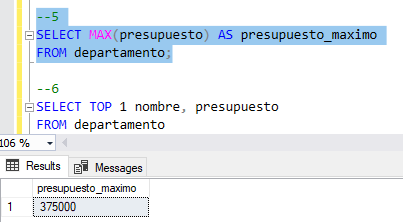 --5
SELECT MAX(presupuesto) AS presupuesto_maximo
FROM departamento;
--6
SELECT TOP 1 nombre, presupuesto
FROM departamento
106 %
Results Messages
presupuesto_maximo
1 375000